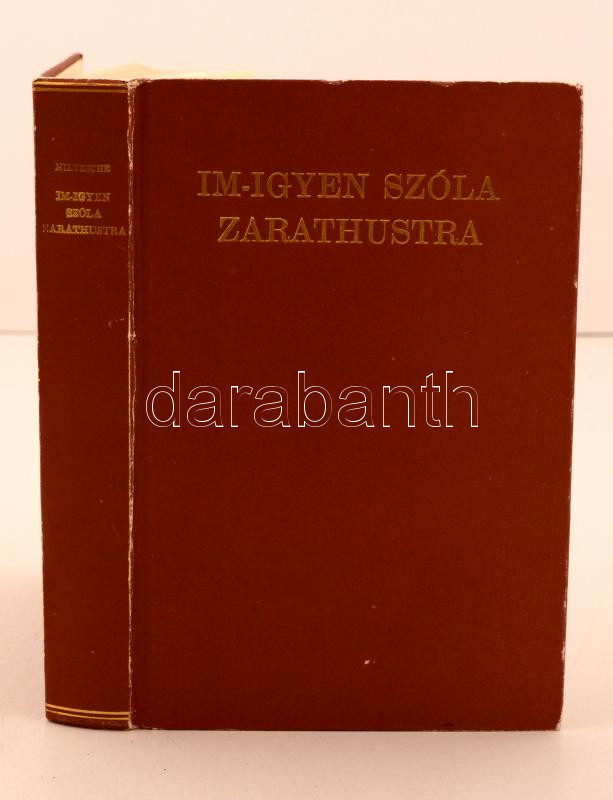 NIETZSCHE
IM-IGYEN
SZÓLA
ZARATHUSTRA
IM-IGYEN SZÓLA
ZARATHUSTRA
darabanth